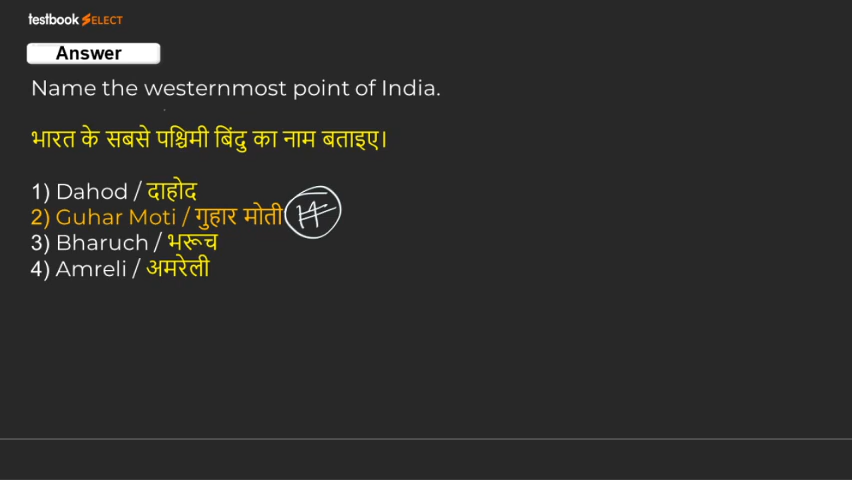 testbook SELECT
Answer
Name the westernmost point of India.
भारत के सबसे पश्चिमी बिंदु का नाम बताइए।
1) Dahod / दाहोद
2) Guhar Moti / गुहार मोती
3) Bharuch / भरूच
4) Amreli / अमरेली